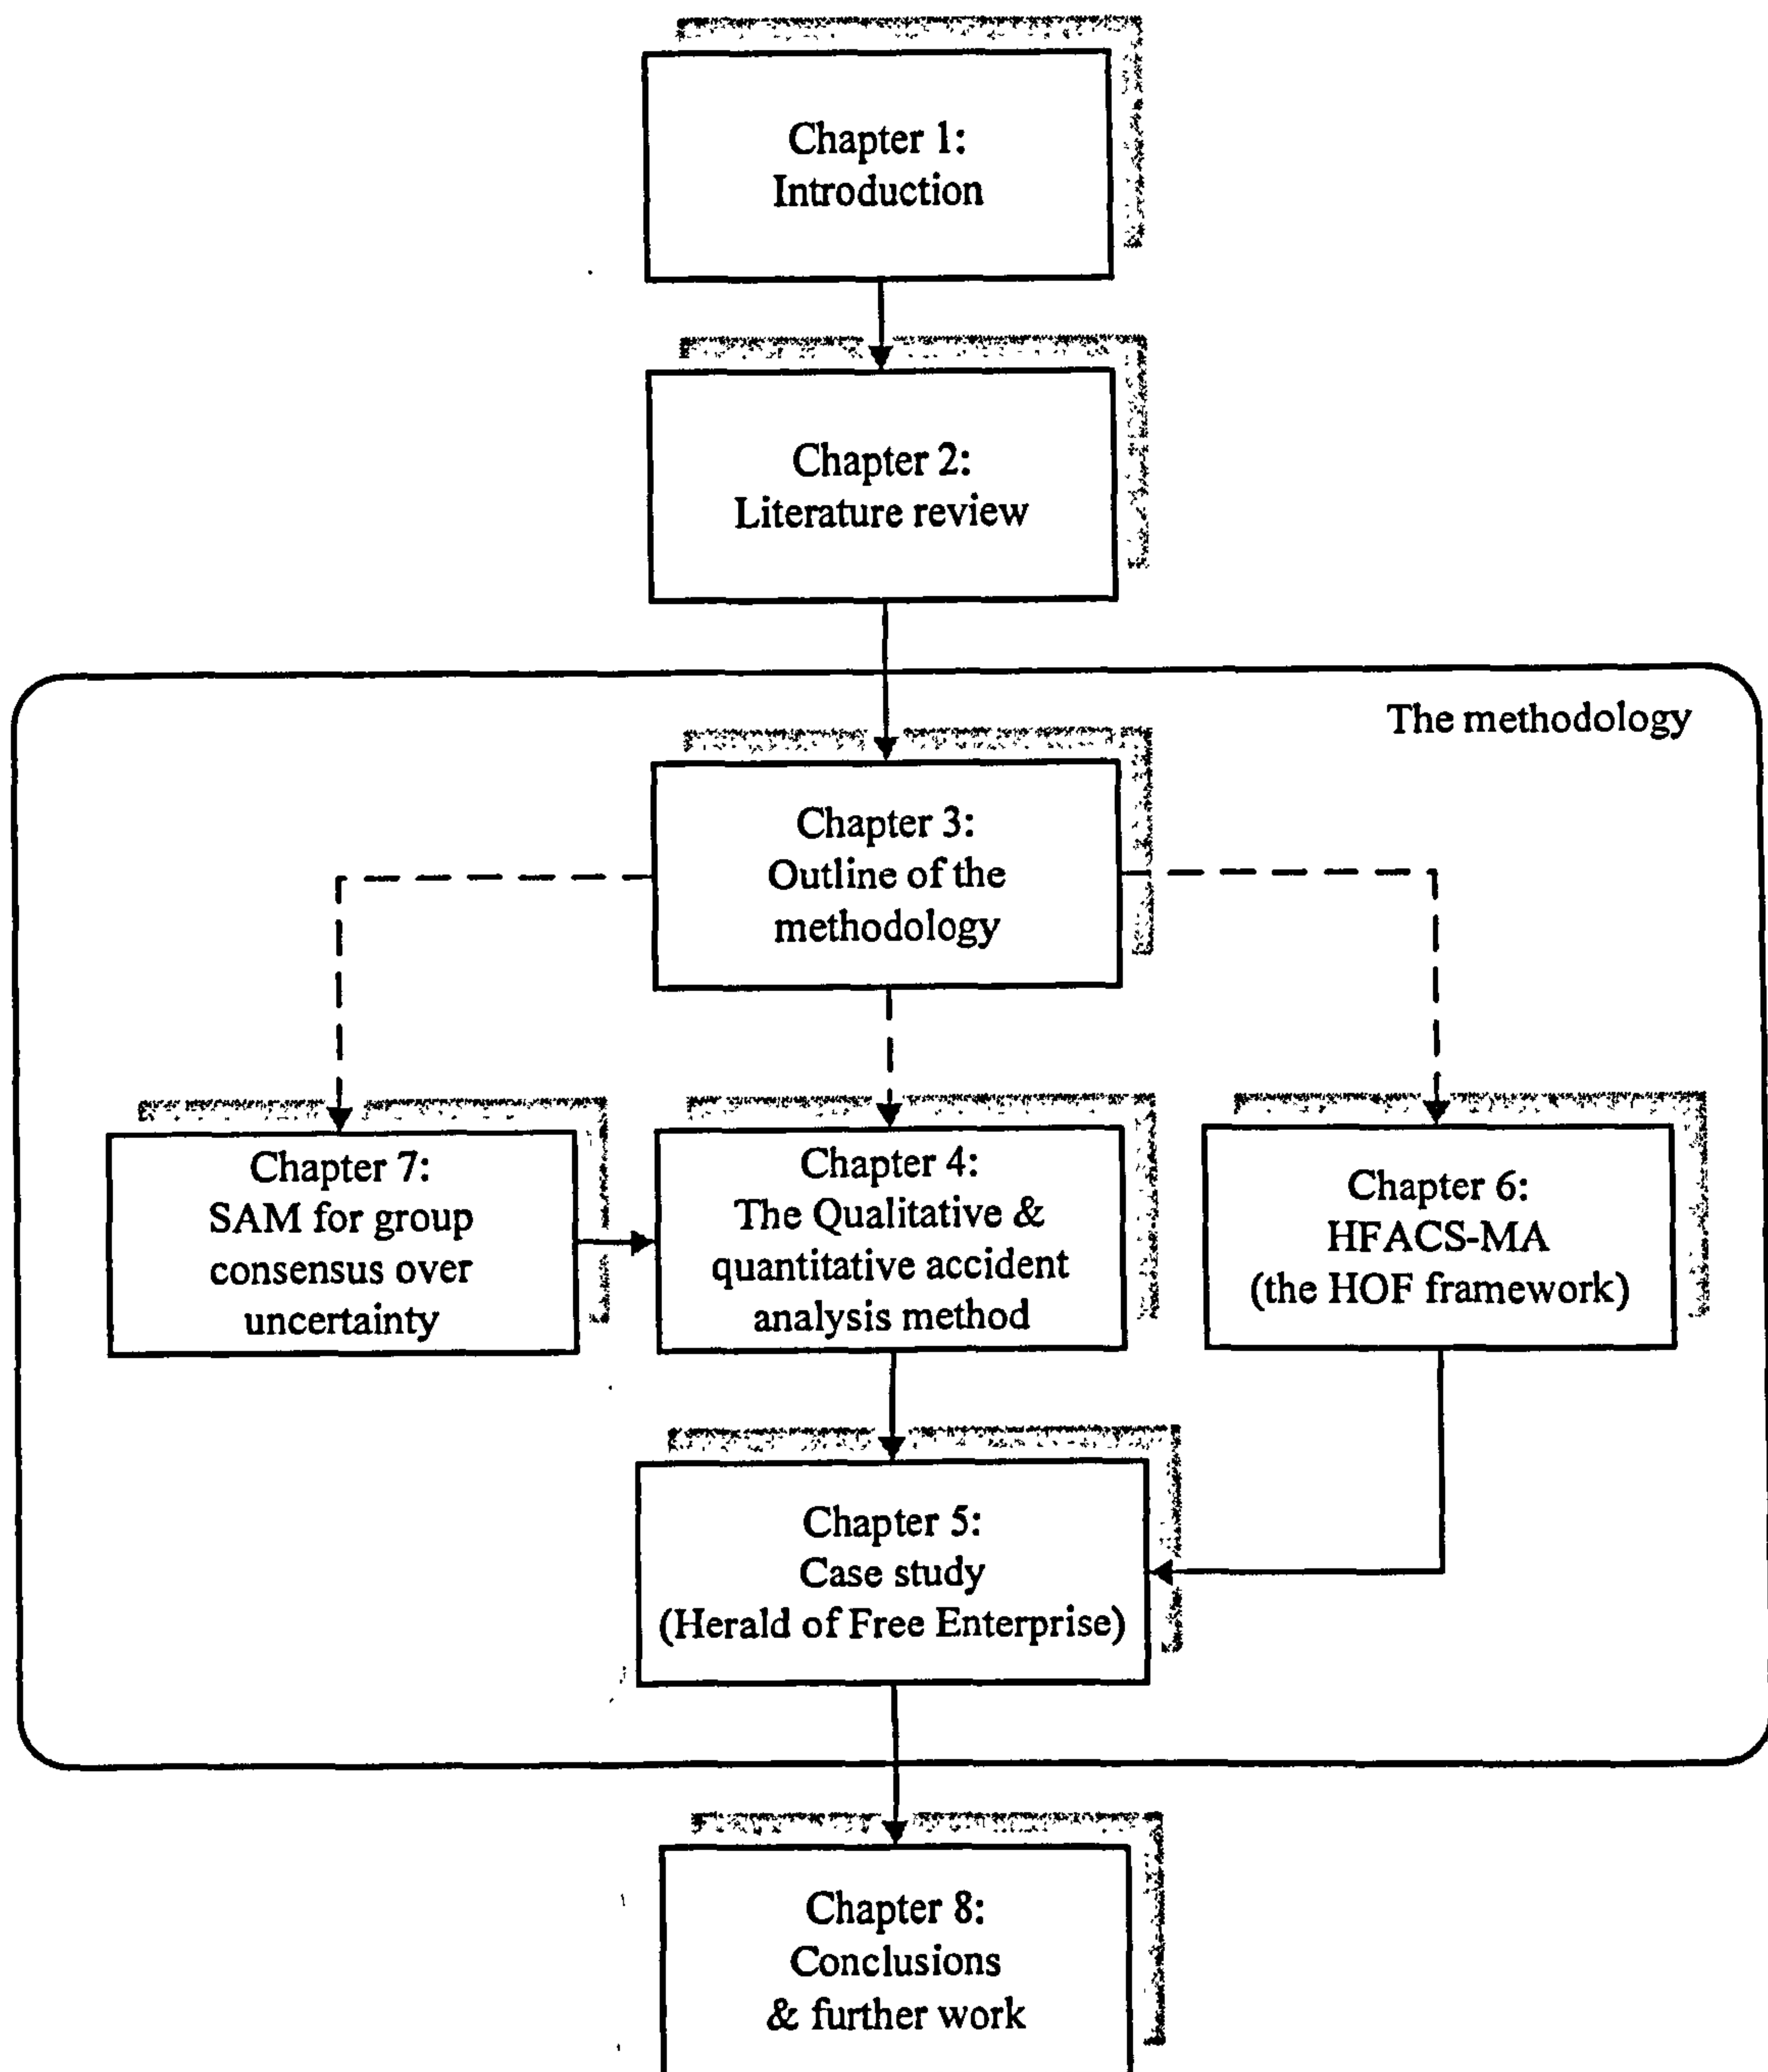 Chapter 1:
Introduction
Chapter 2:
Literature review
The methodology
Chapter 3:
Outline of the
methodology
Chapter 7:
SAM for group
consensus over
uncertainty
Chapter 4:
The Qualitative &
quantitative accident
analysis method
Chapter 6:
HFACS-MA
(the HOF framework)
Chapter 5:
Case study
(Herald of Free Enterprise)
Chapter 8:
Conclusions
& further work